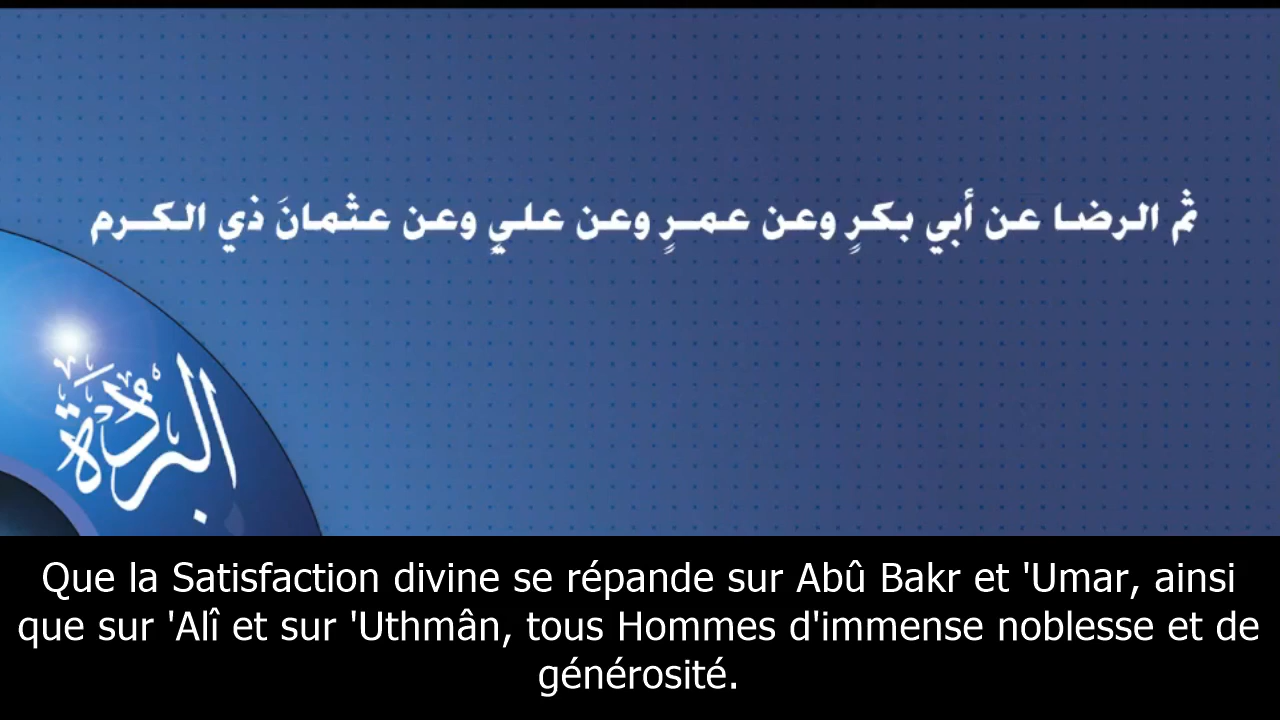 ثم الرضا عن أبي بكرٍ وعن عمرٍ وعن عليٍ وعن عثمانَ ذي الكرم
البُردَة
Que la Satisfaction divine se répande sur Abû Bakr et 'Umar, ainsi
que sur 'Alî et sur 'Uthmân, tous Hommes d'immense noblesse et de
générosité.